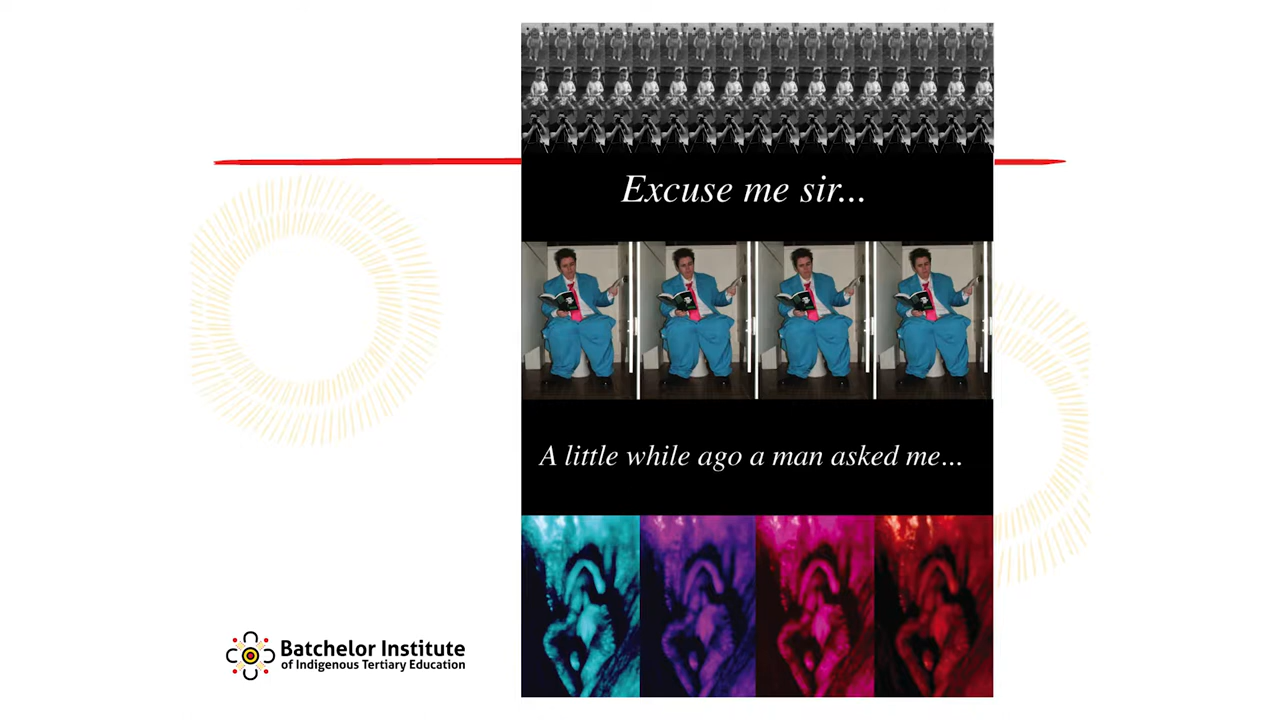 Excuse me sir...
A little while ago a man asked me...
Batchelor Institute
of Indigenous Tertiary Education